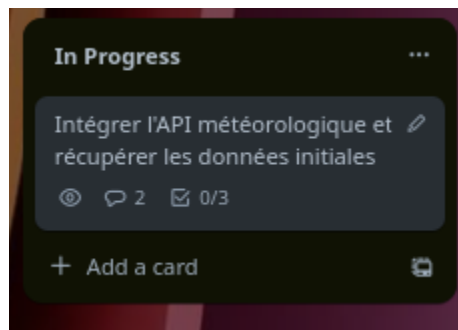 In Progress
Intégrer l'API météorologique et
récupérer les données initiales
2 0/3
+ Add a card